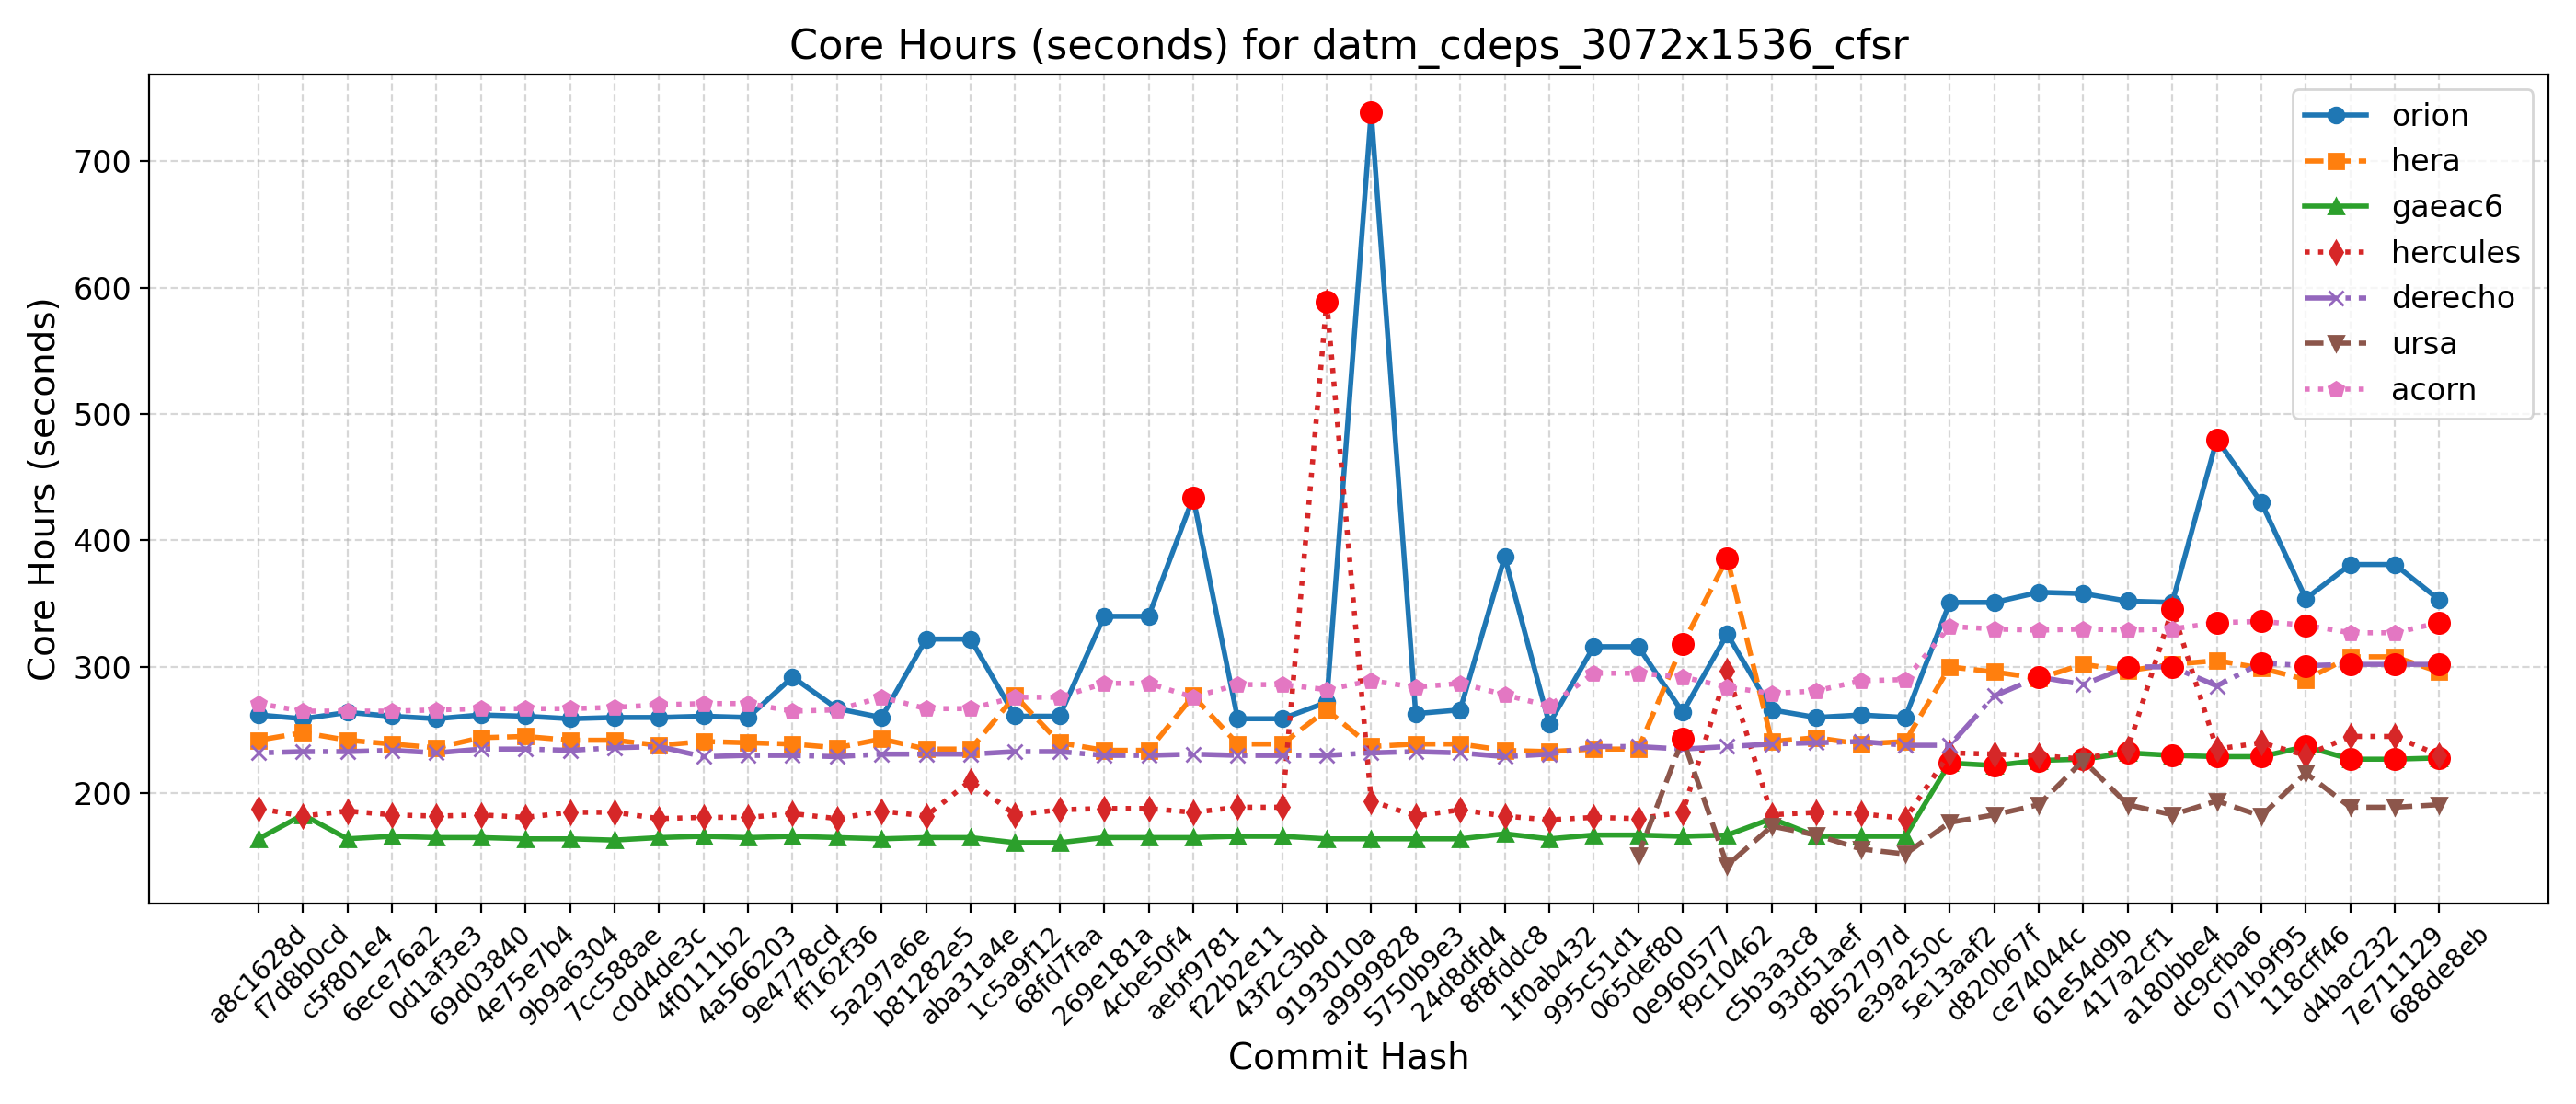 Core Hours (seconds) for datm_cdeps_3072x1536_cfsr
Core Hours (seconds)
700
600
500
400
300
200
orion
hera
gaeac6
hercules
derecho
ursa
acorn
a8c1628d
f7d8b0cd
c5f801e4
6ece76a2
0d1af3e3
69d03840
4e75e7b4
9b9a6304
7cc588ae
c0d4de3c
4f0111b2
4a566203
9e4778cd
ff162f36
5a297a6e
b81282e5
aba31a4e
1c5a9f12
68fd7faa
269e181a
4cbe50f4
aebf9781
f22b2e11
43f2c3bd
9193010a
a9999828
5750b9e3
24d8dfd4
8f8fddc8
1f0ab432
995c51d1
065def80
0e960577
f9c10462
c5b3a3c8
93d51aef
8b52797d
e39a250c
5e13aaf2
d820b67f
ce74044c
61e54d9b
417a2cf1
a180bbe4
dc9cfba6
071b9f95
118cff46
d4bac232
7e711129
688de8eb
Commit Hash